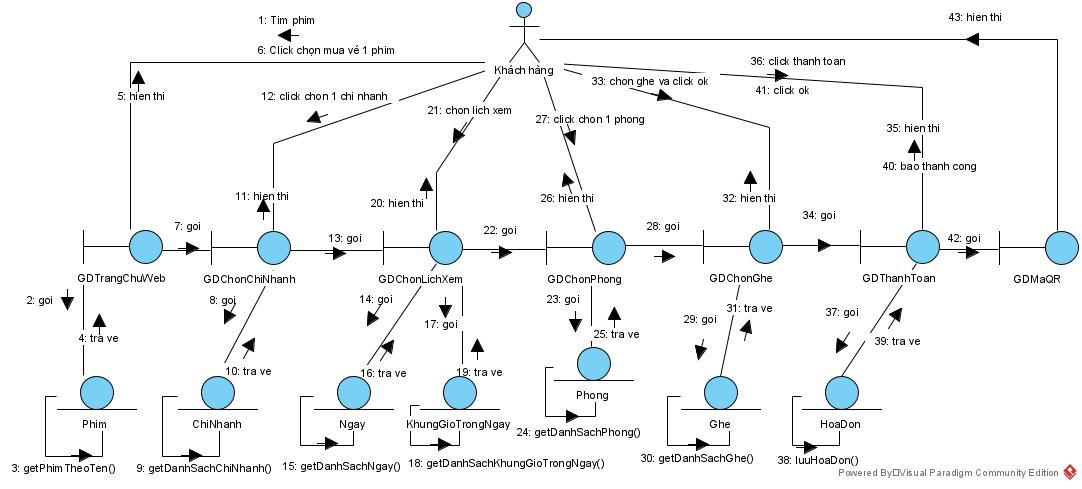 1: Tim phim
43: hien thi
6: Click chọn mua vé 1 phim
36: click thanh toan
Khách hàng
33: chon ghe va click ok
41: click ok
5: hien thi
12: click chon 1 chi nhanh
21: chon lich xem
27: click chon 1 phong
35: hien thi
40: bao thanh cong
11: hien thi
20: hien thi
26: hien thi
32: hien thi
7: goi
13: goi
22: goi
28: goi
34: goi
42: goi
GDTrangChuWeb
GDChonChiNhanh
GDChonLichXem
GDChonPhong
GDChonGhe
GDThanhToan
GDMaQR
2: goi
8: goi
14: goi
17: goi
23: goi
29: goi
31: tra ve
37: goi
4: tra ve
10: tra ve
16: tra ve
19: tra ve
25: tra ve
39: tra ve
Phim
ChiNhanh
Ngay
KhungGioTrongNgay
Phong
Ghe
HoaDon
3: getPhimTheoTen()
9: getDanhSachChiNhanh()
15: getDanhSachNgay()
18: getDanhSachKhungGioTrongNgay()
24: getDanhSachPhong()
30: getDanhSachGhe()
38: luuHoaDon()
Powered By Visual Paradigm Community Edition